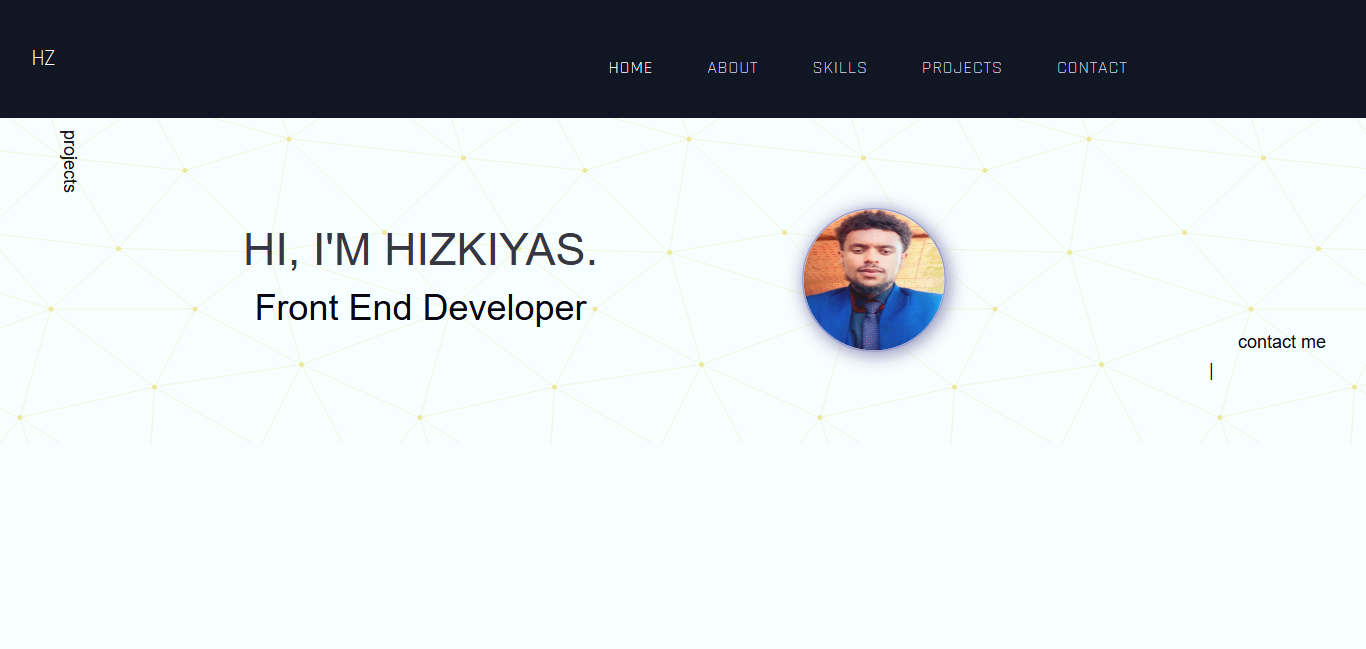 HZ
HOME ABOUT SKILLS PROJECTS CONTACT
projects
HI, I'M HIZKIYAS.
Front End Developer
contact me
|